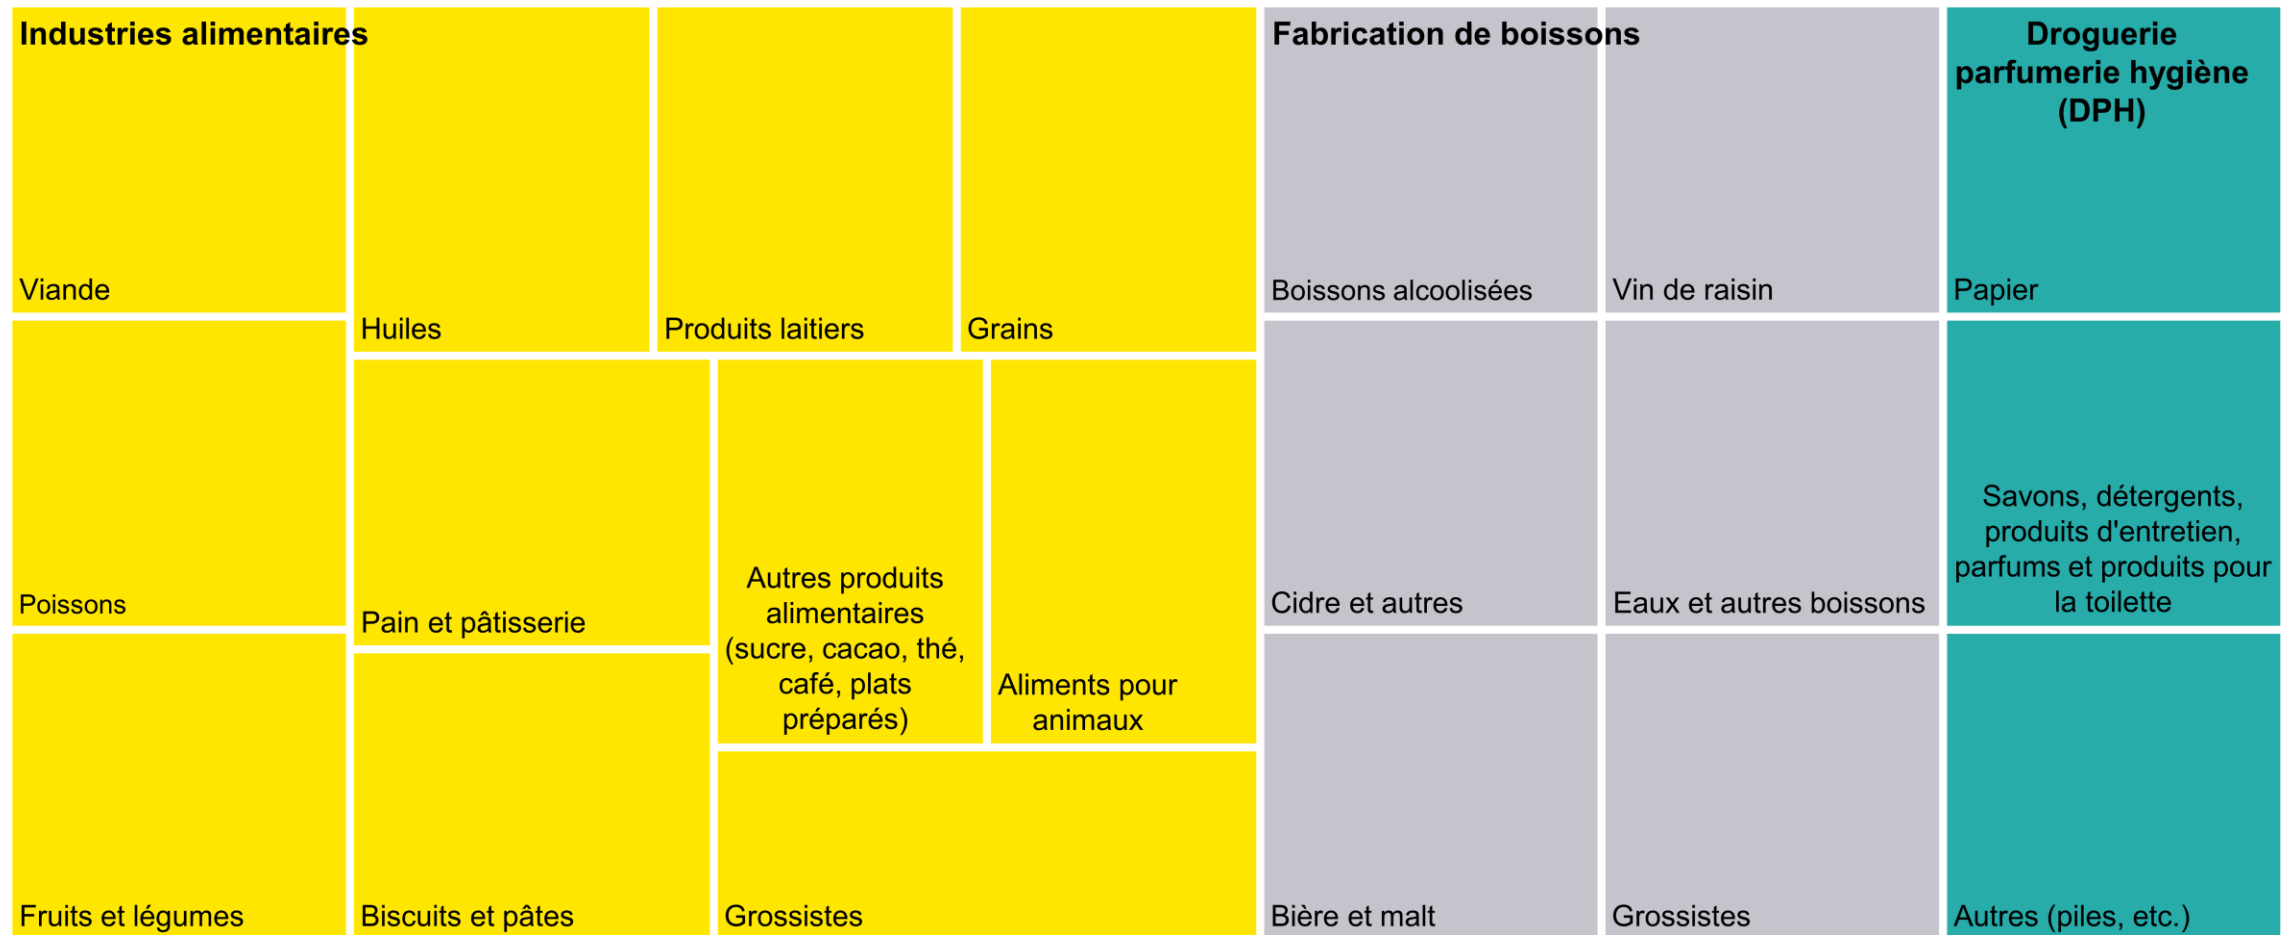 Industries alimentaires
Viande
Huiles
Produits laitiers
Grains
Poissons
Pain et pâtisserie
Autres produits
alimentaires
(sucre, cacao, thé,
café, plats
préparés)
Aliments pour
animaux
Fruits et légumes
Biscuits et pâtes
Grossistes
Fabrication de boissons
Boissons alcoolisées
Vin de raisin
Cidre et autres
Eaux et autres boissons
Bière et malt
Grossistes
Droguerie
parfumerie hygiène
(DPH)
Papier
Savons, détergents,
produits d'entretien,
parfums et produits pour
la toilette
Autres (piles, etc.)